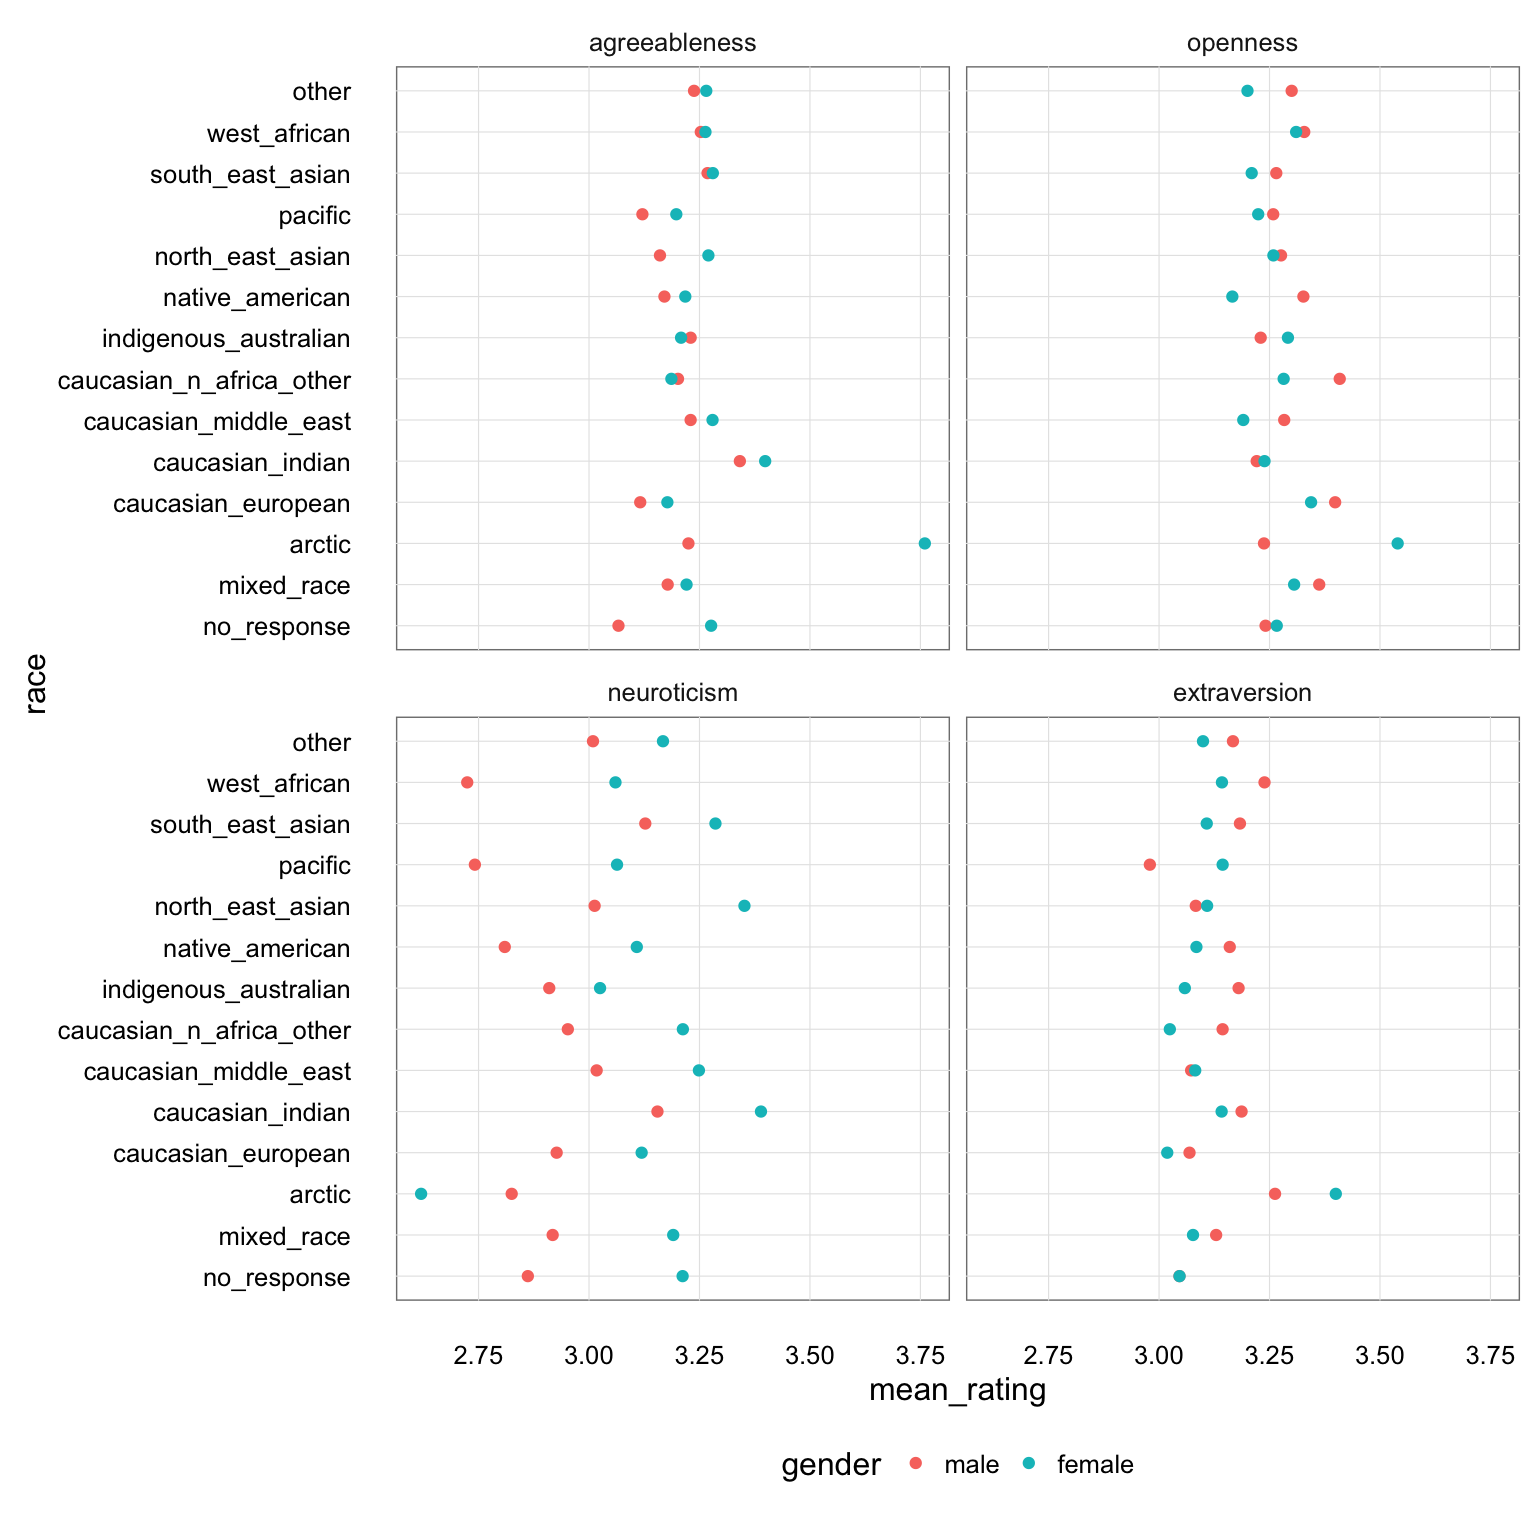 agreeableness openness
other
west_african
south_east_asian
pacific
north_east_asian
native_american
indigenous_australian
caucasian_n_africa_other
caucasian_middle_east
caucasian_indian
caucasian_european
arctic
mixed_race
no_response
race
neuroticism extraversion
other
west_african
south_east_asian
pacific
north_east_asian
native_american
indigenous_australian
caucasian_n_africa_other
caucasian_middle_east
caucasian_indian
caucasian_european
arctic
mixed_race
no_response
2.75 3.00 3.25 3.50 3.75 2.75 3.00 3.25 3.50 3.75
mean_rating
gender male female